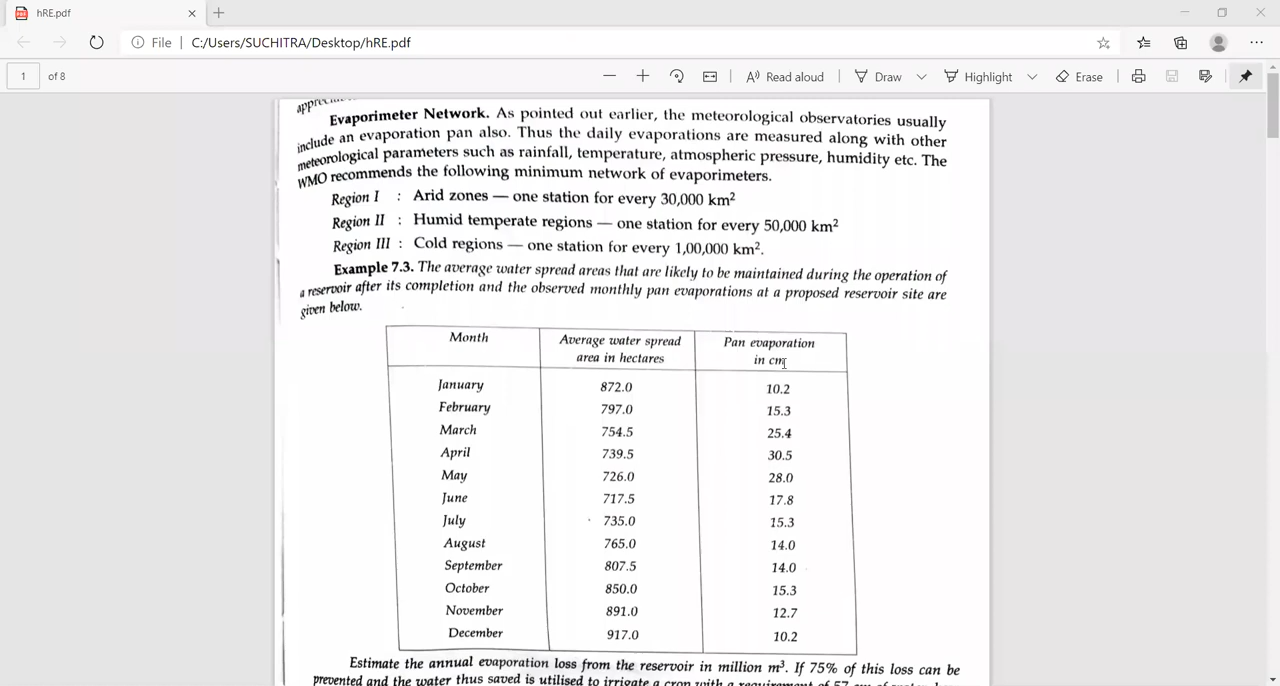 hRE.pdf
File | C:/Users/SUCHITRA/Desktop/hRE.pdf
1 of 8 Read aloud Draw Highlight Erase
Evaporimeter Network. As pointed out earlier, the meteorological observatories usually
include an evaporation pan also. Thus the daily evaporations are measured along with other
meteorological parameters such as rainfall, temperature, atmospheric pressure, humidity etc. The
WMO recommends the following minimum network of evaporimeters.
Region I : Arid zones — one station for every 30,000 km²
Region II : Humid temperate regions — one station for every 50,000 km²
Region III : Cold regions — one station for every 1,00,000 km².
Example 7.3. The average water spread areas that are likely to be maintained during the operation of
a reservoir after its completion and the observed monthly pan evaporations at a proposed reservoir site are
given below.
Month Average water spread Pan evaporation
area in hectares in cm
January 872.0 10.2
February 797.0 15.3
March 754.5 25.4
April 739.5 30.5
May 726.0 28.0
June 717.5 17.8
July 735.0 15.3
August 765.0 14.0
September 807.5 14.0
October 850.0 15.3
November 891.0 12.7
December 917.0 10.2
Estimate the annual evaporation loss from the reservoir in million m³. If 75% of this loss can be
prevented and the water thus saved is utilised to irrigate a crop with a requirement of 57 cm of